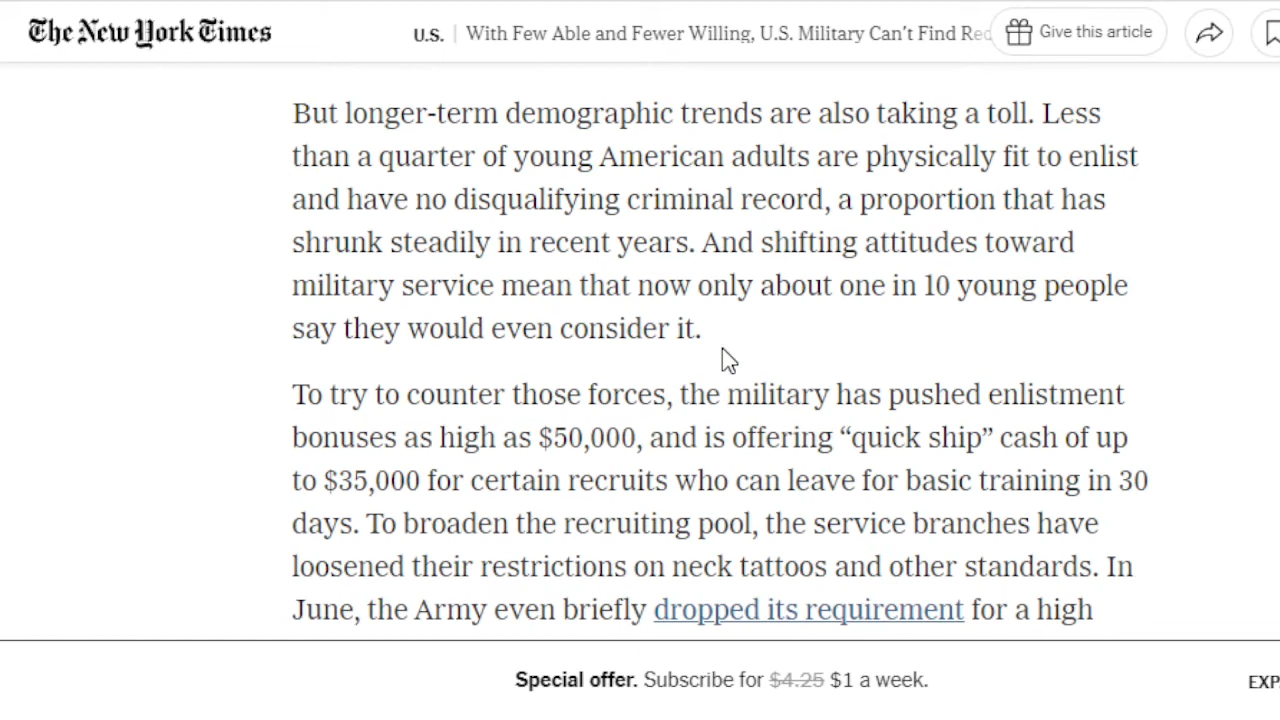 The New York Times
U.S. | With Few Able and Fewer Willing, U.S. Military Can't Find Rec
Give this article
But longer-term demographic trends are also taking a toll. Less
than a quarter of young American adults are physically fit to enlist
and have no disqualifying criminal record, a proportion that has
shrunk steadily in recent years. And shifting attitudes toward
military service mean that now only about one in 10 young people
say they would even consider it.
To try to counter those forces, the military has pushed enlistment
bonuses as high as $50,000, and is offering “quick ship” cash of up
to $35,000 for certain recruits who can leave for basic training in 30
days. To broaden the recruiting pool, the service branches have
loosened their restrictions on neck tattoos and other standards. In
June, the Army even briefly dropped its requirement for a high
Special offer. Subscribe for $4.25 $1 a week.
EXP